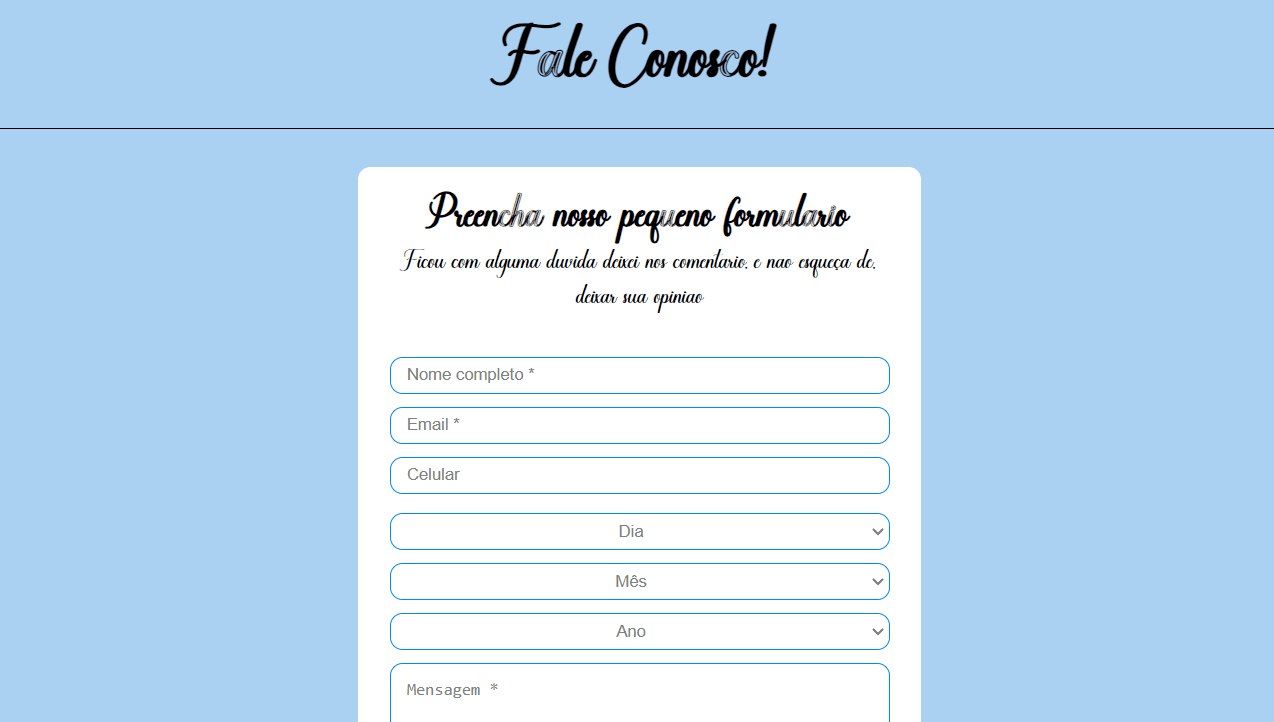 Fale Conosco!
Preencha nosso pequeno formulario
Ficou com alguma duvida deixei nos comentario, e nao esqueça de,
deixar sua opiniao
Nome completo *
Email *
Celular
Dia
Mês
Ano
Mensagem *